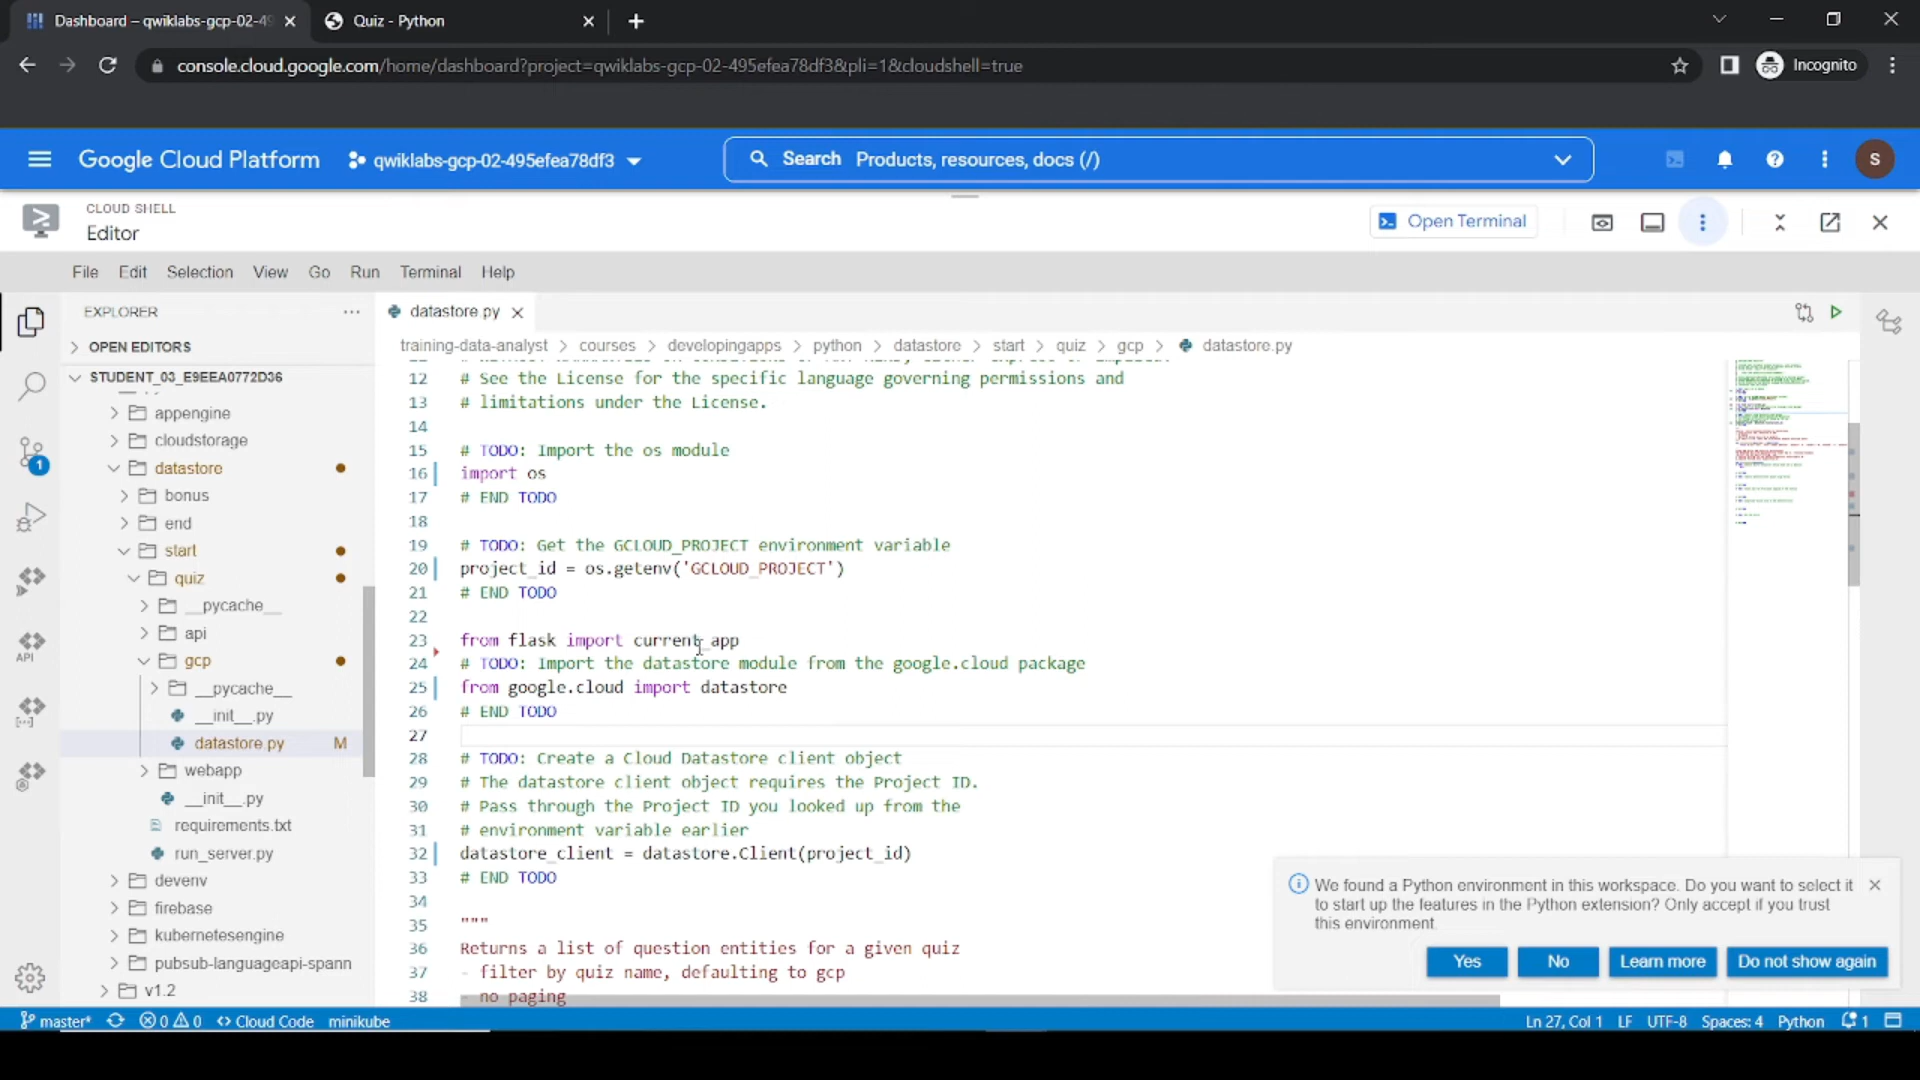 Dashboard – qwiklabs-gcp-02-49
Quiz - Python
console.cloud.google.com/home/dashboard?project=qwiklabs-gcp-02-495efea78df3&pli=1&cloudshell=true
Incognito
Google Cloud Platform
qwiklabs-gcp-02-495efea78df3
Search Products, resources, docs (/)
S
CLOUD SHELL
Editor
Open Terminal
File Edit Selection View Go Run Terminal Help
EXPLORER
datastore.py
OPEN EDITORS
training-data-analyst > courses > developingapps > python > datastore > start > quiz > gcp > datastore.py
STUDENT_03_E9EEA0772D36
appengine
cloudstorage
datastore
bonus
end
start
quiz
__pycache__
api
gcp
__pycache__
__init__.py
datastore.py M
webapp
__init__.py
requirements.txt
run_server.py
devenv
firebase
kubernetesengine
pubsub-languageapi-spann
v1.2
1
API
12 # See the License for the specific language governing permissions and
13 # limitations under the License.
14
15 # TODO: Import the os module
16 import os
17 # END TODO
18
19 # TODO: Get the GCLOUD_PROJECT environment variable
20 project_id = os.getenv('GCLOUD_PROJECT')
21 # END TODO
22
23 from flask import current_app
24 # TODO: Import the datastore module from the google.cloud package
25 from google.cloud import datastore
26 # END TODO
27
28 # TODO: Create a Cloud Datastore client object
29 # The datastore client object requires the Project ID.
30 # Pass through the Project ID you looked up from the
31 # environment variable earlier
32 datastore_client = datastore.Client(project_id)
33 # END TODO
34
35 """
36 Returns a list of question entities for a given quiz
37 - filter by quiz name, defaulting to gcp
38 - no paging
We found a Python environment in this workspace. Do you want to select it
to start up the features in the Python extension? Only accept if you trust
this environment.
Yes No Learn more Do not show again
master* 0 0 <> Cloud Code minikube
Ln 27, Col 1 LF UTF-8 Spaces: 4 Python 1